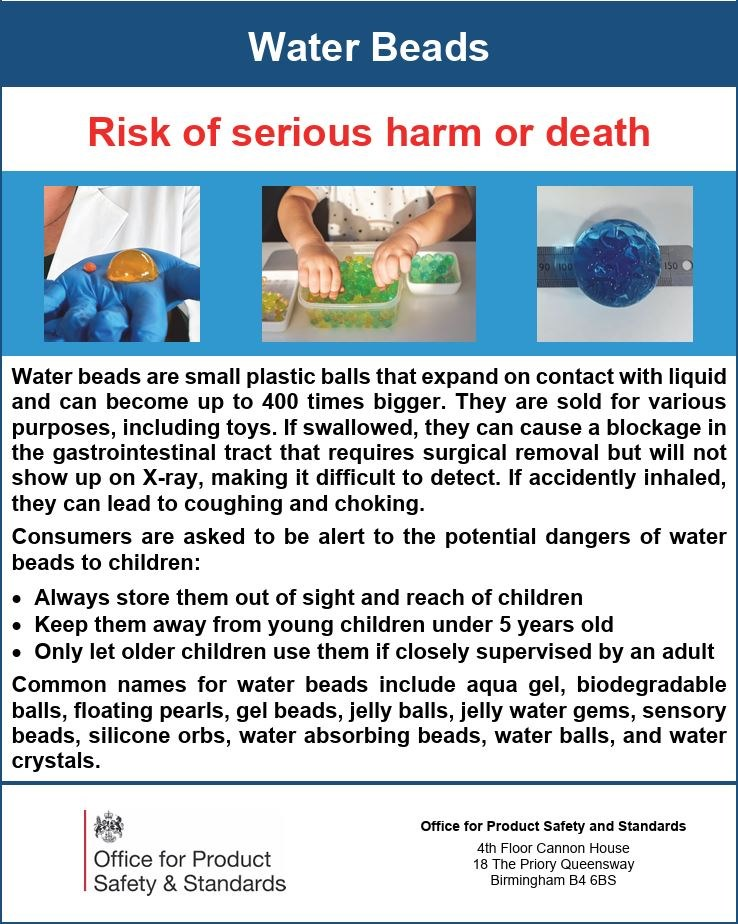 Water Beads
Risk of serious harm or death
90 100 150
Water beads are small plastic balls that expand on contact with liquid
and can become up to 400 times bigger. They are sold for various
purposes, including toys. If swallowed, they can cause a blockage in
the gastrointestinal tract that requires surgical removal but will not
show up on X-ray, making it difficult to detect. If accidently inhaled,
they can lead to coughing and choking.
Consumers are asked to be alert to the potential dangers of water
beads to children:
• Always store them out of sight and reach of children
• Keep them away from young children under 5 years old
• Only let older children use them if closely supervised by an adult
Common names for water beads include aqua gel, biodegradable
balls, floating pearls, gel beads, jelly balls, jelly water gems, sensory
beads, silicone orbs, water absorbing beads, water balls, and water
crystals.
Office for Product
Safety & Standards
Office for Product Safety and Standards
4th Floor Cannon House
18 The Priory Queensway
Birmingham B4 6BS